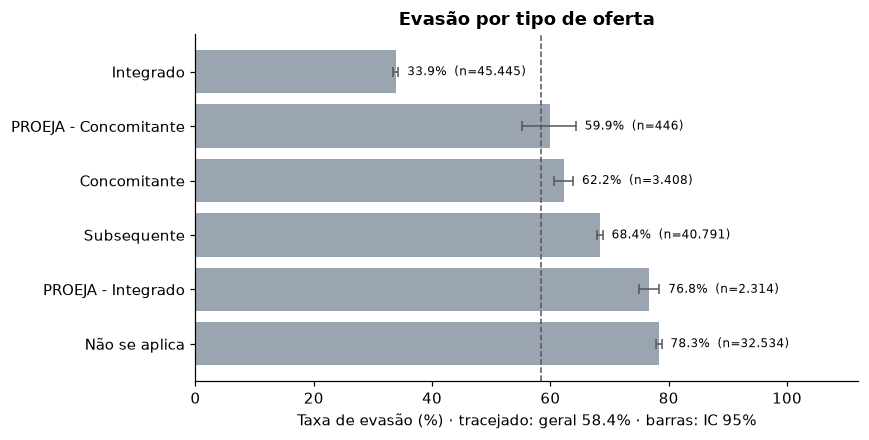 Evasão por tipo de oferta
Integrado
33.9% (n=45.445)
PROEJA - Concomitante
59.9% (n=446)
Concomitante
62.2% (n=3.408)
Subsequente
68.4% (n=40.791)
PROEJA - Integrado
76.8% (n=2.314)
Não se aplica
78.3% (n=32.534)
0 20 40 60 80 100
Taxa de evasão (%) · tracejado: geral 58.4% · barras: IC 95%